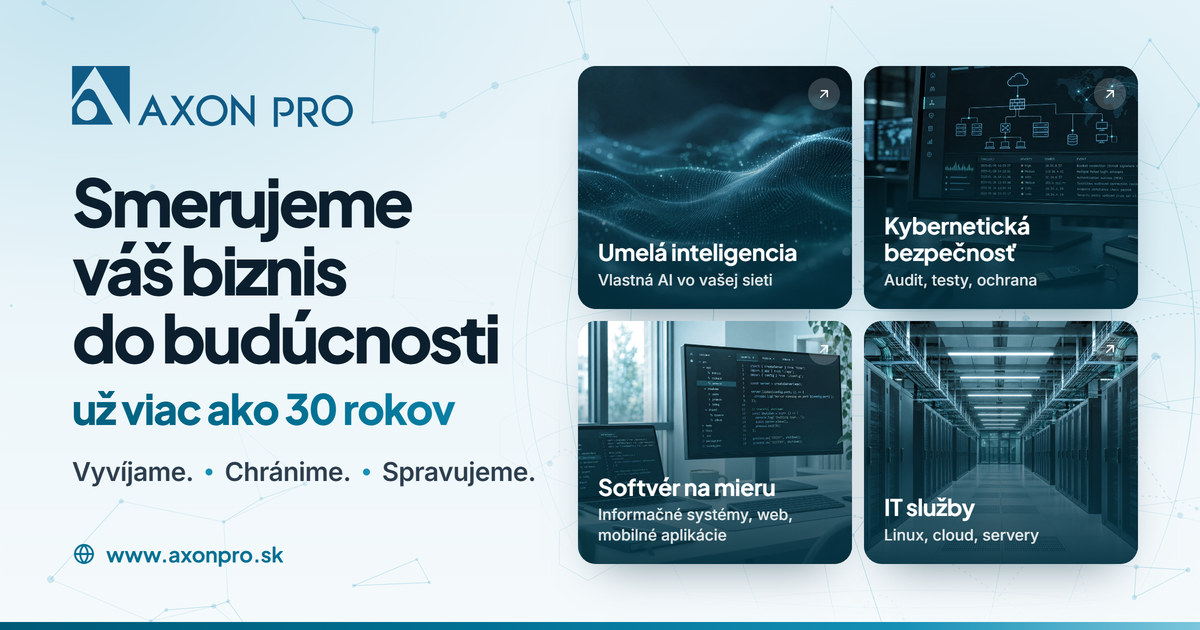 AXON PRO
Smerujeme
váš biznis
do budúcnosti
už viac ako 30 rokov
Vyvíjame. • Chránime. • Spravujeme.
www.axonpro.sk
Umelá inteligencia
Vlastná AI vo vašej sieti
Kybernetická
bezpečnosť
Audit, testy, ochrana
Softvér na mieru
Informačné systémy, web,
mobilné aplikácie
IT služby
Linux, cloud, servery